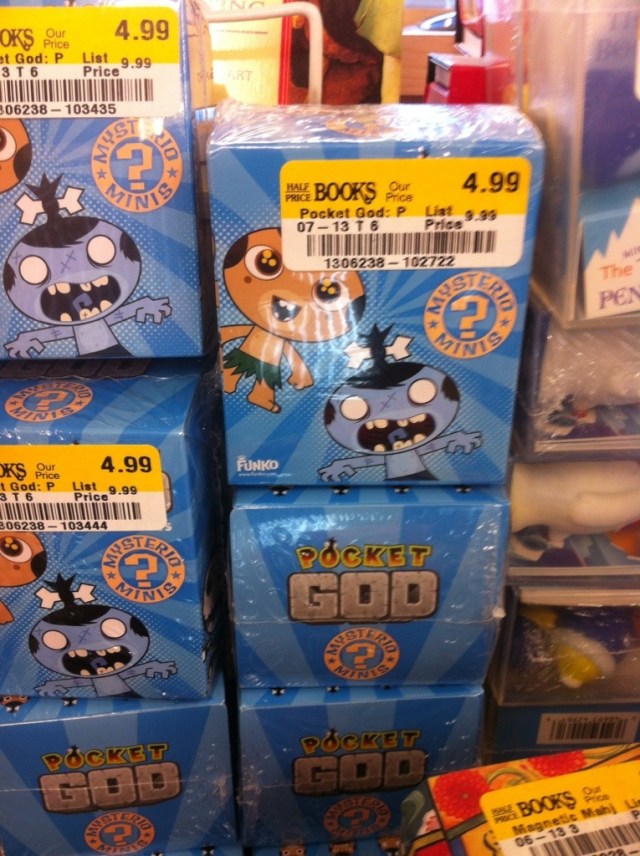 OKS Our Price 4.99
et God: P List Price 9.99
3 T 6
306238-103435
MYSTERIO
?
MINIS
HALF PRICE BOOKS Our Price 4.99
Pocket God: P List Price 9.99
07-13 T 6
1306238-102722
MYSTERIO
?
MINIS
FUNKO
MYSTERIO
?
MINIS
OKS Our Price 4.99
t God: P List Price 9.99
3 T 6
306238-103444
MYSTERIO
?
MINIS
POCKET
GOD
MYSTERIO
?
MINIS
POCKET
GOD
MYSTERIO
?
MINIS
POCKET
GOD
MYSTERIO
?
The
PEN
HALF PRICE BOOKS Our Price
Magnetic Mahj
06-13 3